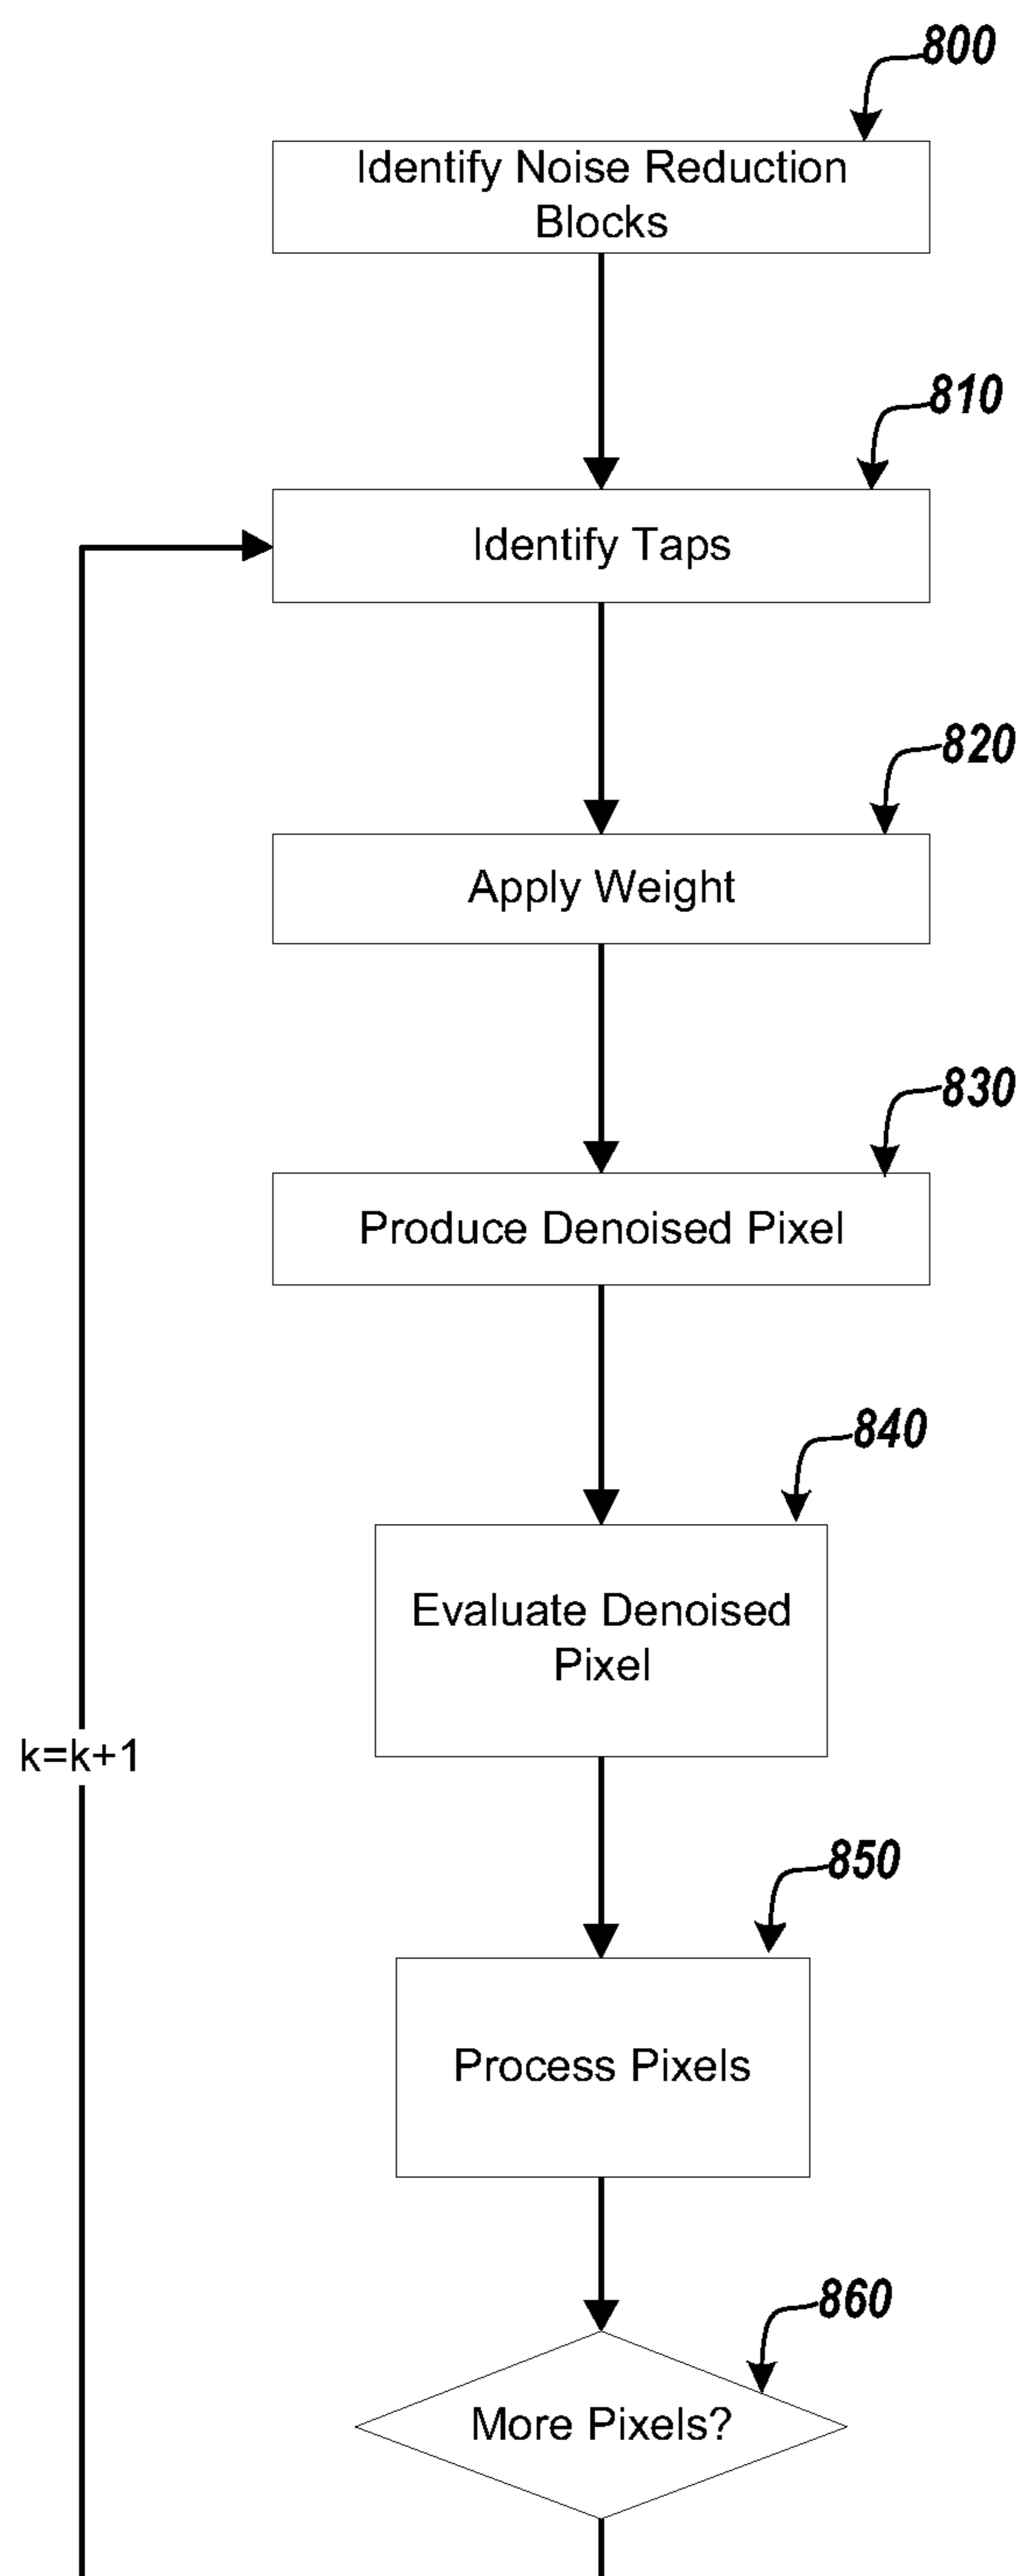 800
Identify Noise Reduction
Blocks
810
Identify Taps
820
Apply Weight
830
Produce Denoised Pixel
840
Evaluate Denoised
Pixel
k=k+1
850
Process Pixels
860
More Pixels?